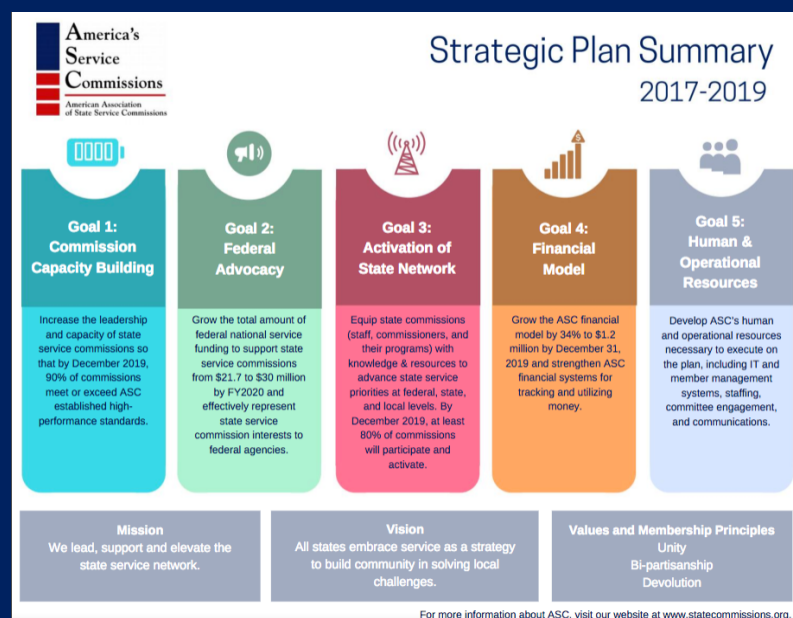 America's
Service
Commissions
American Association
of State Service Commissions
Strategic Plan Summary
2017-2019
Goal 1:
Commission
Capacity Building
Increase the leadership
and capacity of state
service commissions so
that by December 2019,
90% of commissions
meet or exceed ASC
established high-
performance standards.
Goal 2:
Federal
Advocacy
Grow the total amount of
federal national service
funding to support state
service commissions
from $21.7 to $30 million
by FY2020 and
effectively represent
state service
commission interests to
federal agencies.
Goal 3:
Activation of
State Network
Equip state commissions
(staff, commissioners, and
their programs) with
knowledge & resources to
advance state service
priorities at federal, state,
and local levels. By
December 2019, at least
80% of commissions
will participate and
activate.
$
Goal 4:
Financial
Model
Grow the ASC financial
model by 34% to $1.2
million by December 31,
2019 and strengthen ASC
financial systems for
tracking and utilizing
money.
Goal 5:
Human &
Operational
Resources
Develop ASC's human
and operational resources
necessary to execute on
the plan, including IT and
member management
systems, staffing,
committee engagement,
and communications.
Mission
We lead, support and elevate the
state service network.
Vision
All states embrace service as a strategy
to build community in solving local
challenges.
Values and Membership Principles
Unity
Bi-partisanship
Devolution
For more information about ASC, visit our website at www.statecommissions.org.